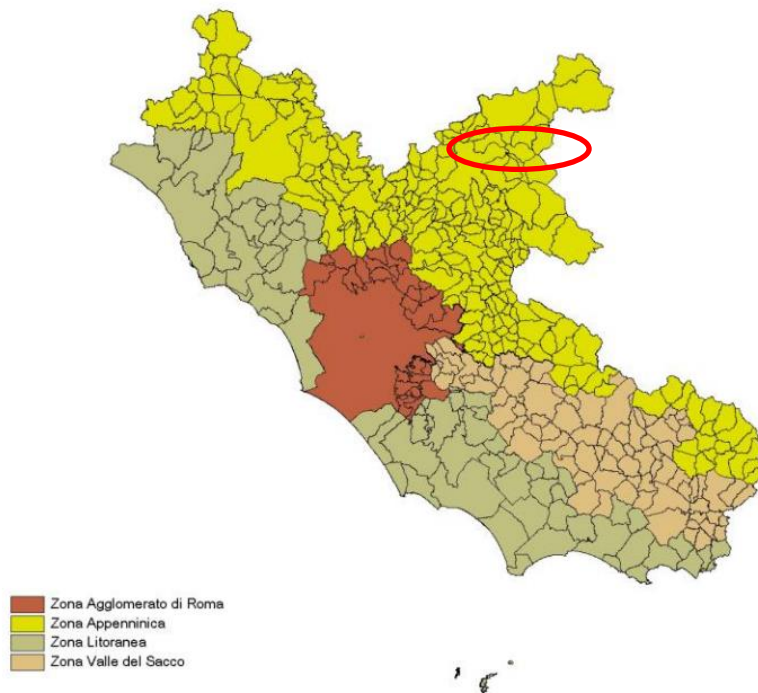 Zona Agglomerato di Roma
Zona Appenninica
Zona Litoranea
Zona Valle del Sacco